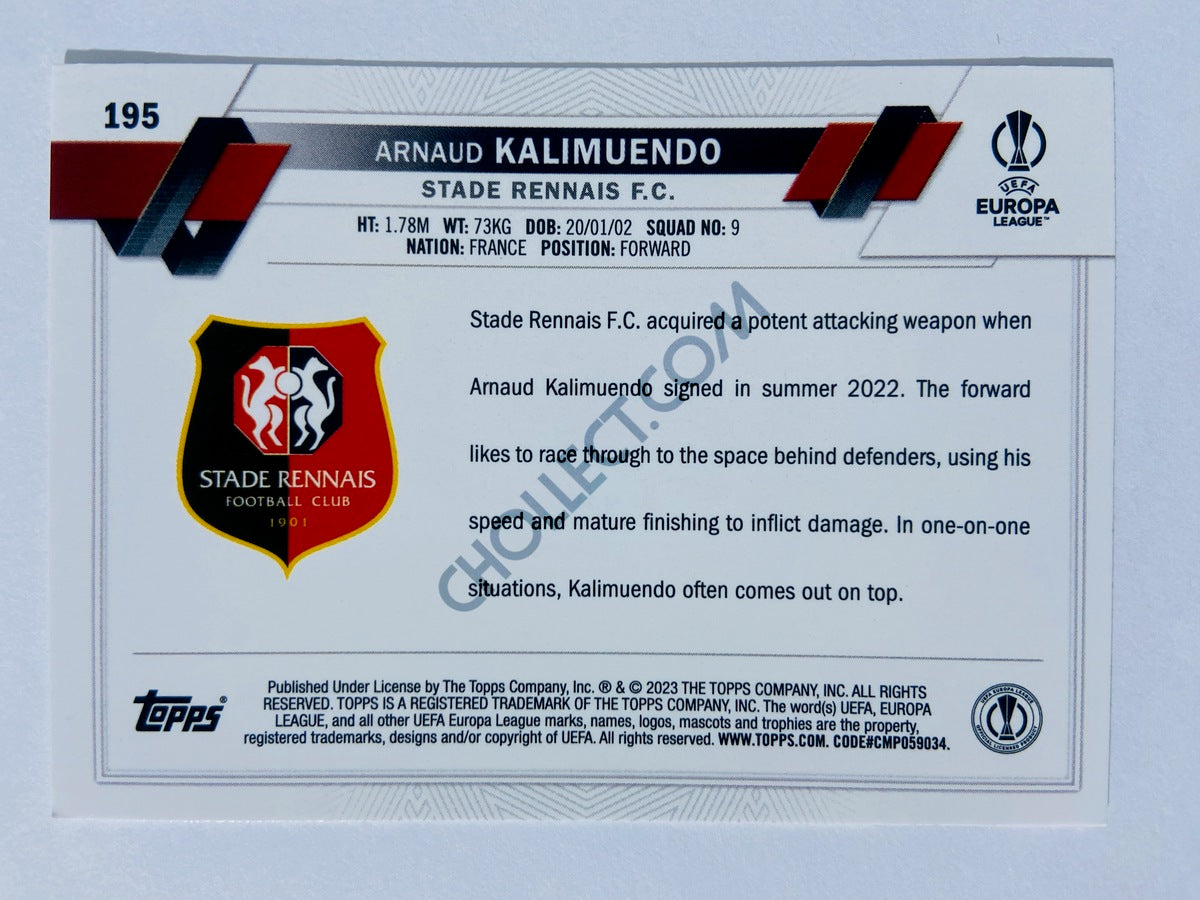 195
ARNAUD KALIMUENDO
STADE RENNAIS F.C.
HT: 1.78M WT: 73KG DOB: 20/01/02 SQUAD NO: 9
NATION: FRANCE POSITION: FORWARD
UEFA
EUROPA
LEAGUE™
STADE RENNAIS
FOOTBALL CLUB
1901
Stade Rennais F.C. acquired a potent attacking weapon when
Arnaud Kalimuendo signed in summer 2022. The forward
likes to race through to the space behind defenders, using his
speed and mature finishing to inflict damage. In one-on-one
situations, Kalimuendo often comes out on top.
CHOLLECT.COM
Topps®
Published Under License by The Topps Company, Inc. ® & © 2023 THE TOPPS COMPANY, INC. ALL RIGHTS
RESERVED. TOPPS IS A REGISTERED TRADEMARK OF THE TOPPS COMPANY, INC. The word(s) UEFA, EUROPA
LEAGUE, and all other UEFA Europa League marks, names, logos, mascots and trophies are the property,
registered trademarks, designs and/or copyright of UEFA. All rights reserved. WWW.TOPPS.COM. CODE#CMP059034.
UEFA EUROPA LEAGUE
OFFICIAL LICENSED PRODUCT